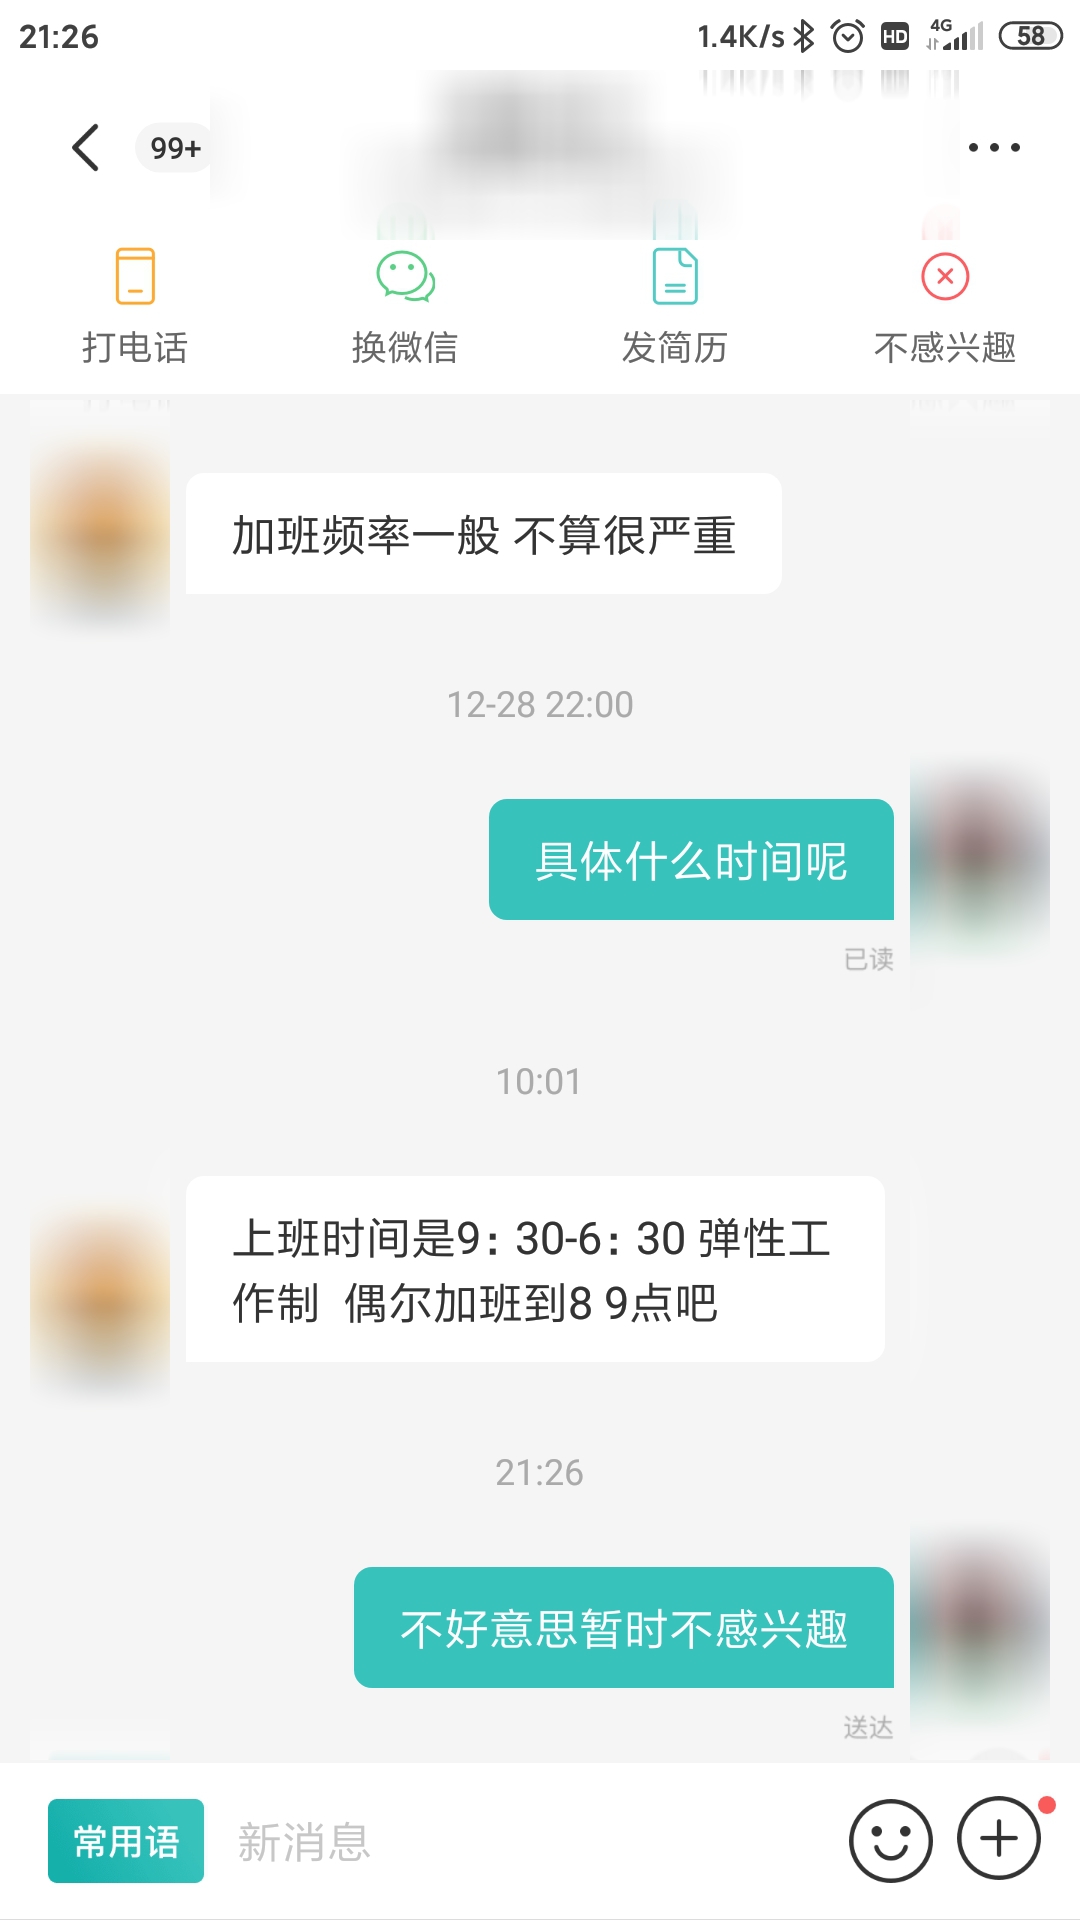 21:26
1.4K/s
HD
4G
58
99+
打电话
换微信
发简历
不感兴趣
加班频率一般 不算很严重
12-28 22:00
具体什么时间呢
已读
10:01
上班时间是9：30-6：30 弹性工
作制  偶尔加班到8 9点吧
21:26
不好意思暂时不感兴趣
送达
常用语
新消息